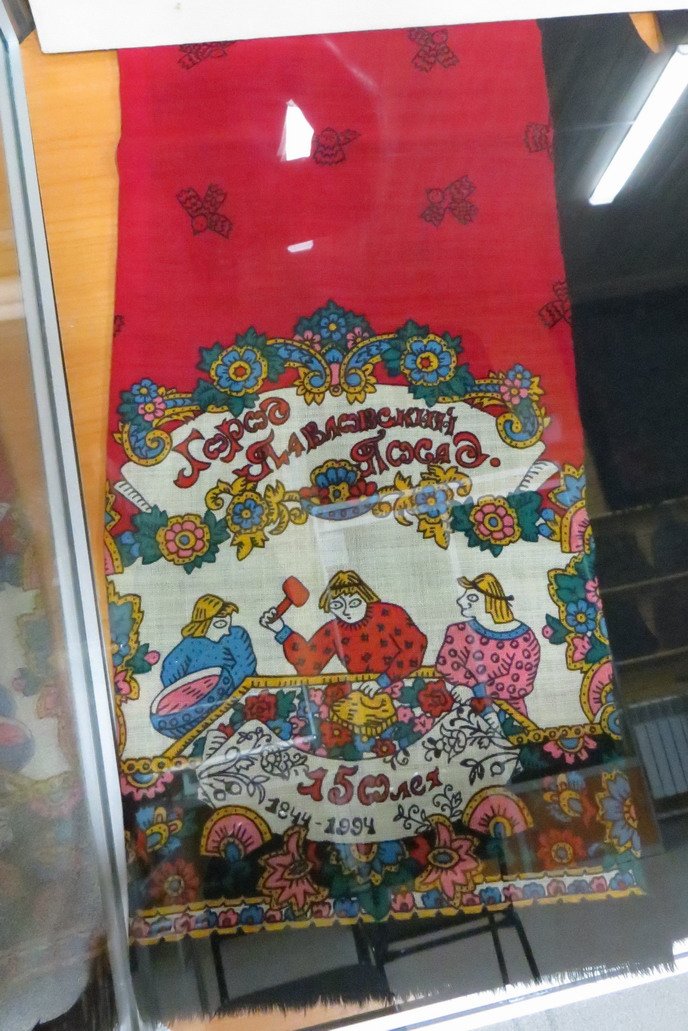 Город
Павловский
Посад.
150 лет
1844-1994